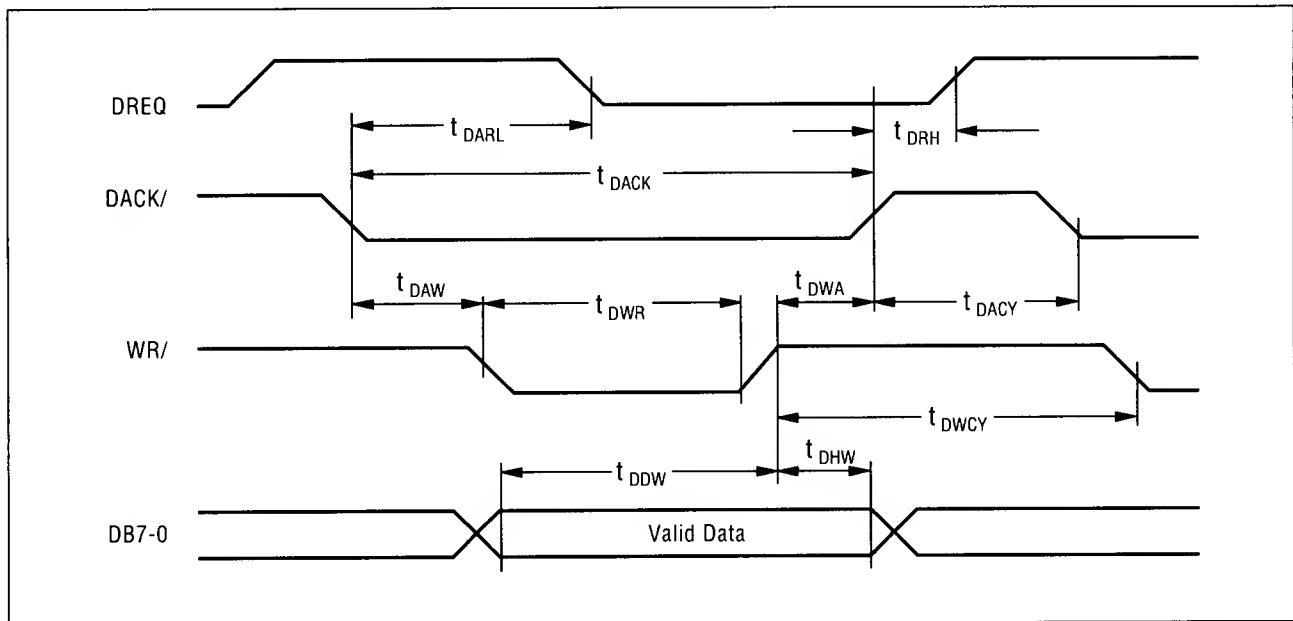 DREQ
t DARL
t DRH
t DACK
DACK/
t DAW
t DWR
t DWA
t DACY
WR/
t DWCY
t DDW
t DHW
DB7-0
Valid Data